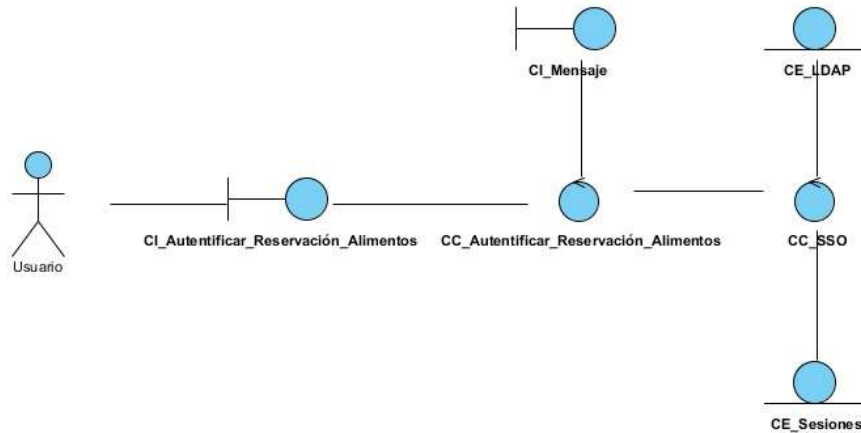 CI_Mensaje
CE_LDAP
Usuario
CI_Autentificar_Reservación_Alimentos
CC_Autentificar_Reservación_Alimentos
CC_SSO
CE_Sesiones